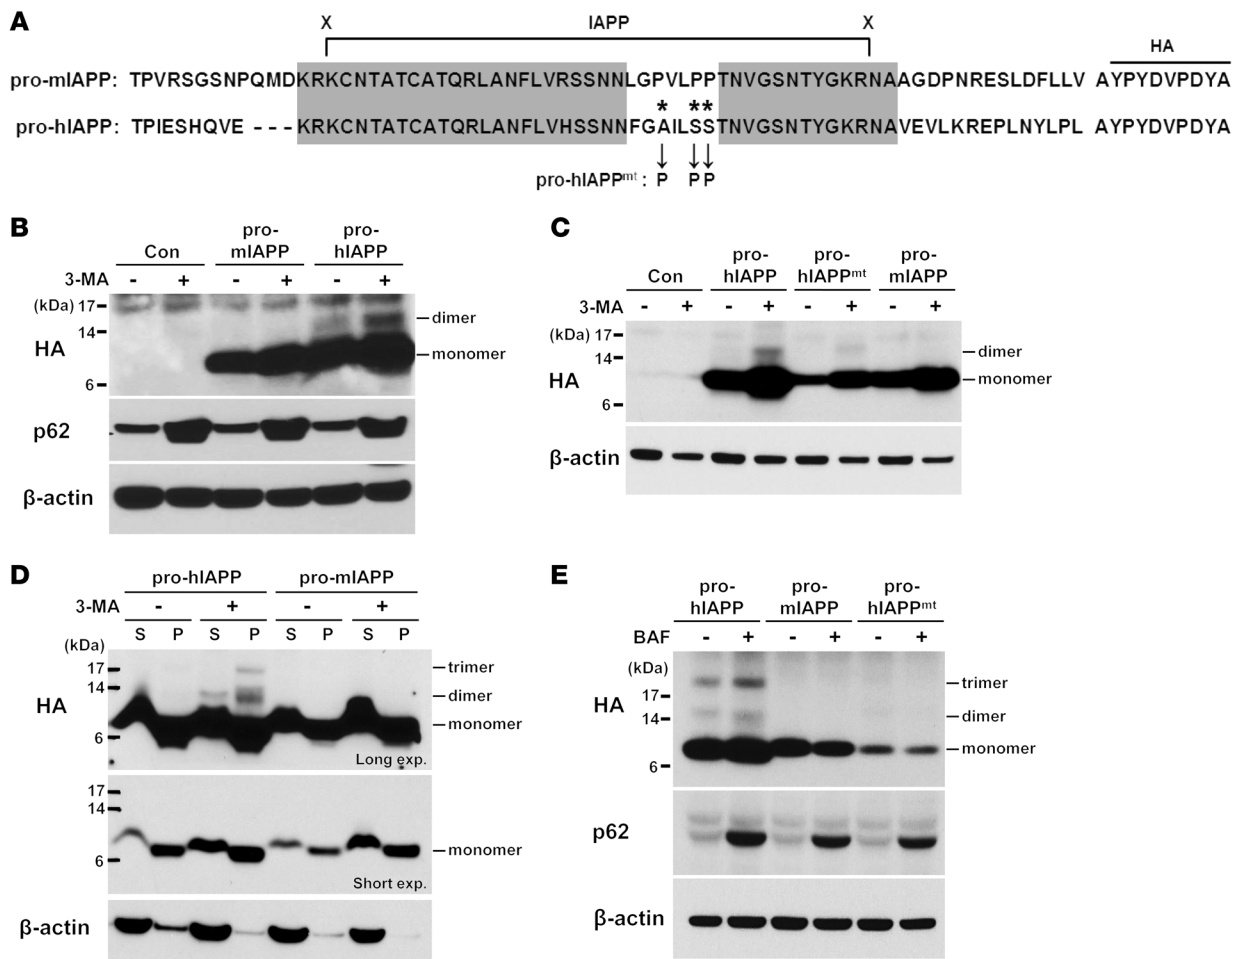 A
X IAPP X
HA
pro-mIAPP: TPVRSGSNPQMDKRKCNTATCATQRLANFLVRSSNNLGPVLPPTNVGSNTYGKRNAAGDPNRESLDFLLV AYPYDVPDYA
* **
pro-hIAPP: TPIESHQVE ---KRKCNTATCATQRLANFLVHSSNNFGAILSSTNVGSNTYGKRNAVEVLKREPLNYLPL AYPYDVPDYA
pro-hIAPPmt : P P P
B
Con pro-mIAPP pro-hIAPP
3-MA - + - + - +
(kDa) 17
14
6
HA
dimer
monomer
p62
β-actin
C
Con pro-hIAPP pro-hIAPPmt pro-mIAPP
3-MA - + - + - + - +
(kDa) 17
14
6
HA
dimer
monomer
β-actin
D
pro-hIAPP pro-mIAPP
3-MA - + - +
S P S P S P S P
(kDa)
17
14
6
HA
trimer
dimer
monomer
Long exp.
17
14
6
monomer
Short exp.
β-actin
E
pro-hIAPP pro-mIAPP pro-hIAPPmt
BAF - + - + - +
(kDa)
17
14
6
HA
trimer
dimer
monomer
p62
β-actin